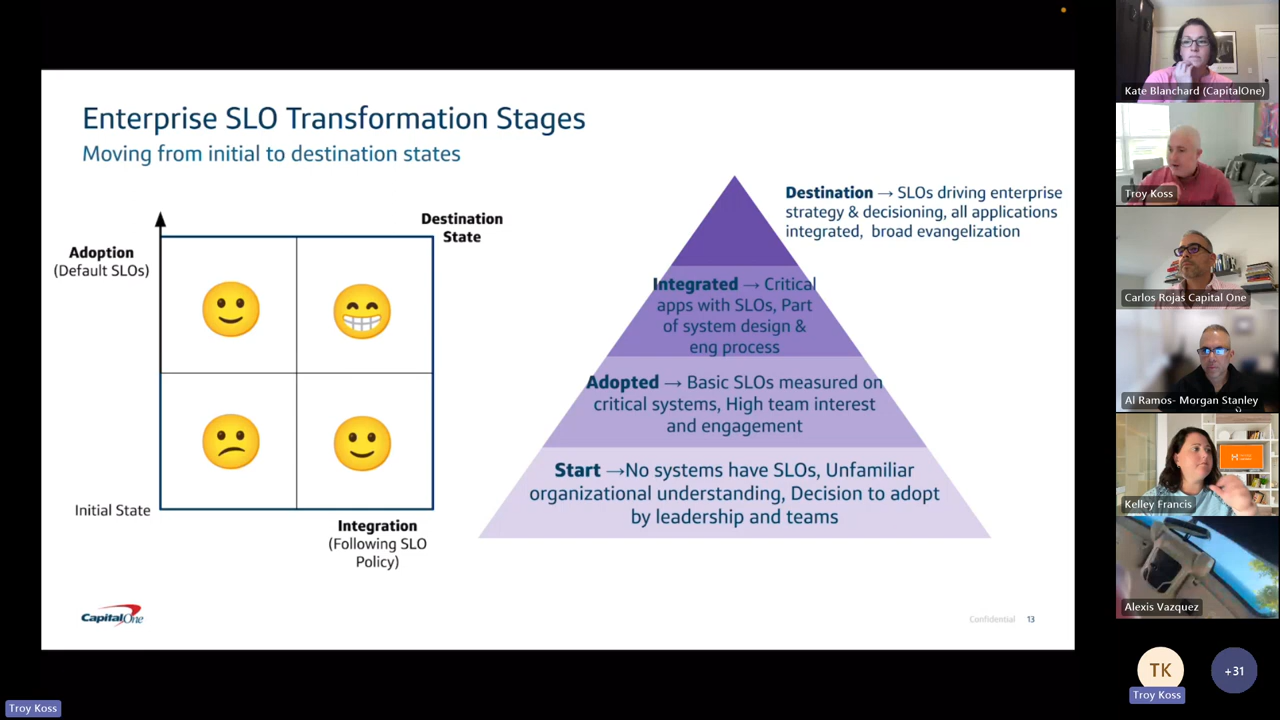 Enterprise SLO Transformation Stages
Moving from initial to destination states
Adoption
(Default SLOs)
Destination
State
Initial State
Integration
(Following SLO
Policy)
Destination → SLOs driving enterprise
strategy & decisioning, all applications
integrated, broad evangelization
Integrated → Critical
apps with SLOs, Part
of system design &
eng process
Adopted → Basic SLOs measured on
critical systems, High team interest
and engagement
Start →No systems have SLOs, Unfamiliar
organizational understanding, Decision to adopt
by leadership and teams
CapitalOne
Confidential 13
Kate Blanchard (CapitalOne)
Troy Koss
Carlos Rojas Capital One
Al Ramos- Morgan Stanley
Kelley Francis
Alexis Vazquez
TK
+31
Troy Koss
Troy Koss